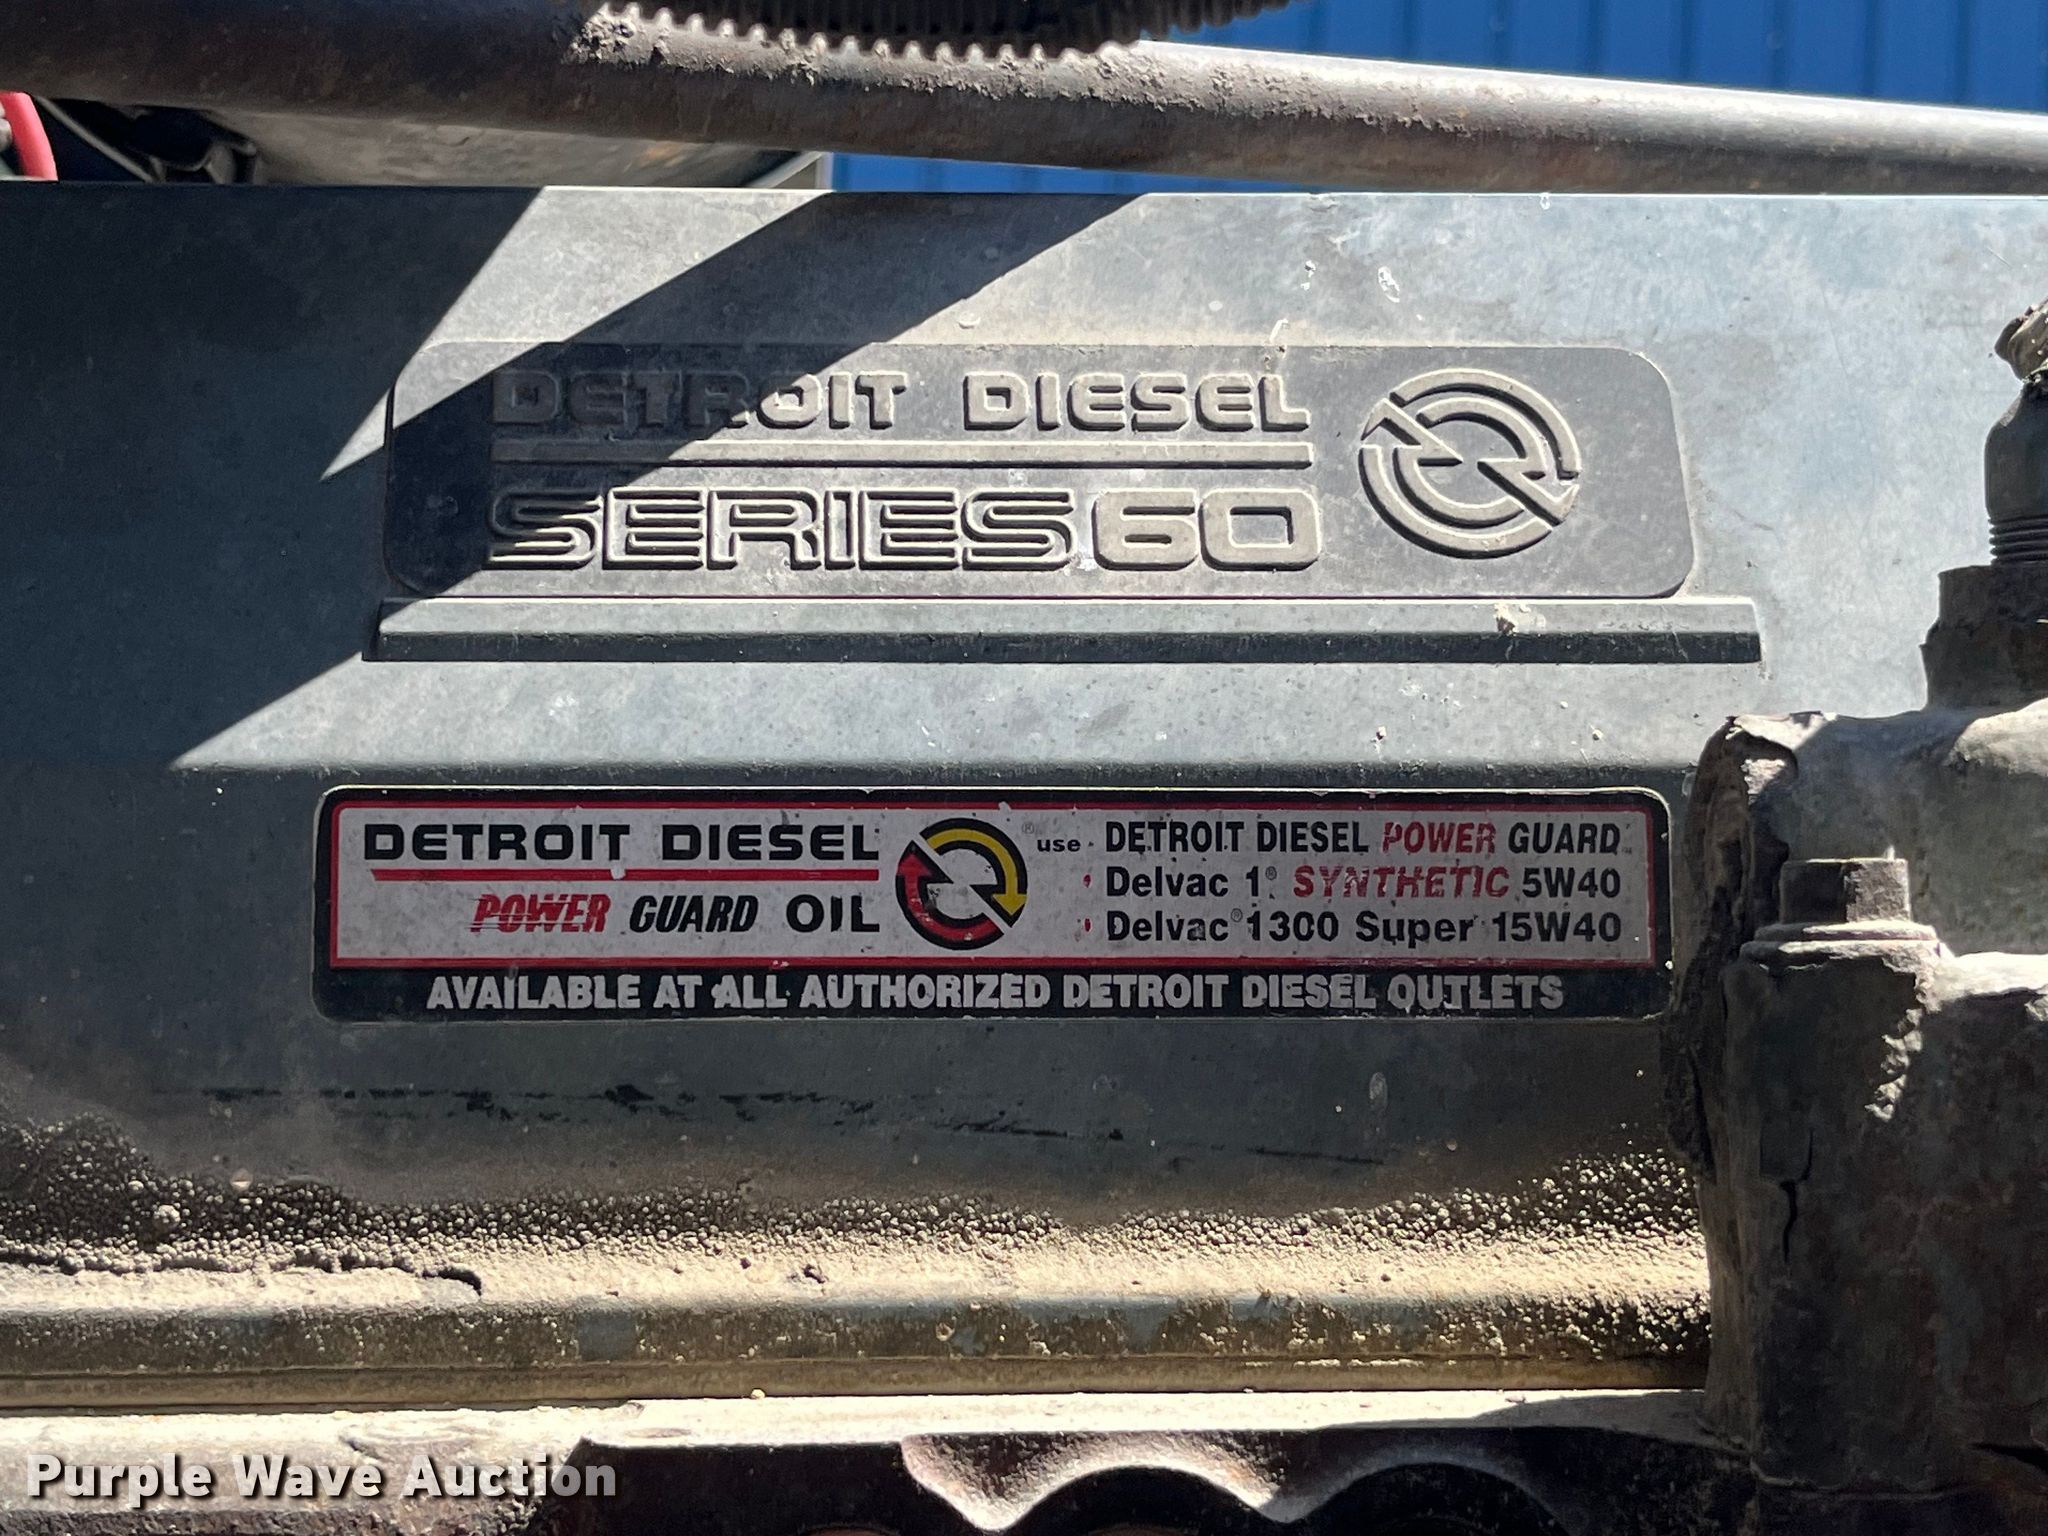 DETROIT DIESEL
SERIES 60
DETROIT DIESEL
POWER GUARD OIL
® use • DETROIT DIESEL POWER GUARD
• Delvac 1® SYNTHETIC 5W40
• Delvac® 1300 Super 15W40
AVAILABLE AT ALL AUTHORIZED DETROIT DIESEL OUTLETS
Purple Wave Auction